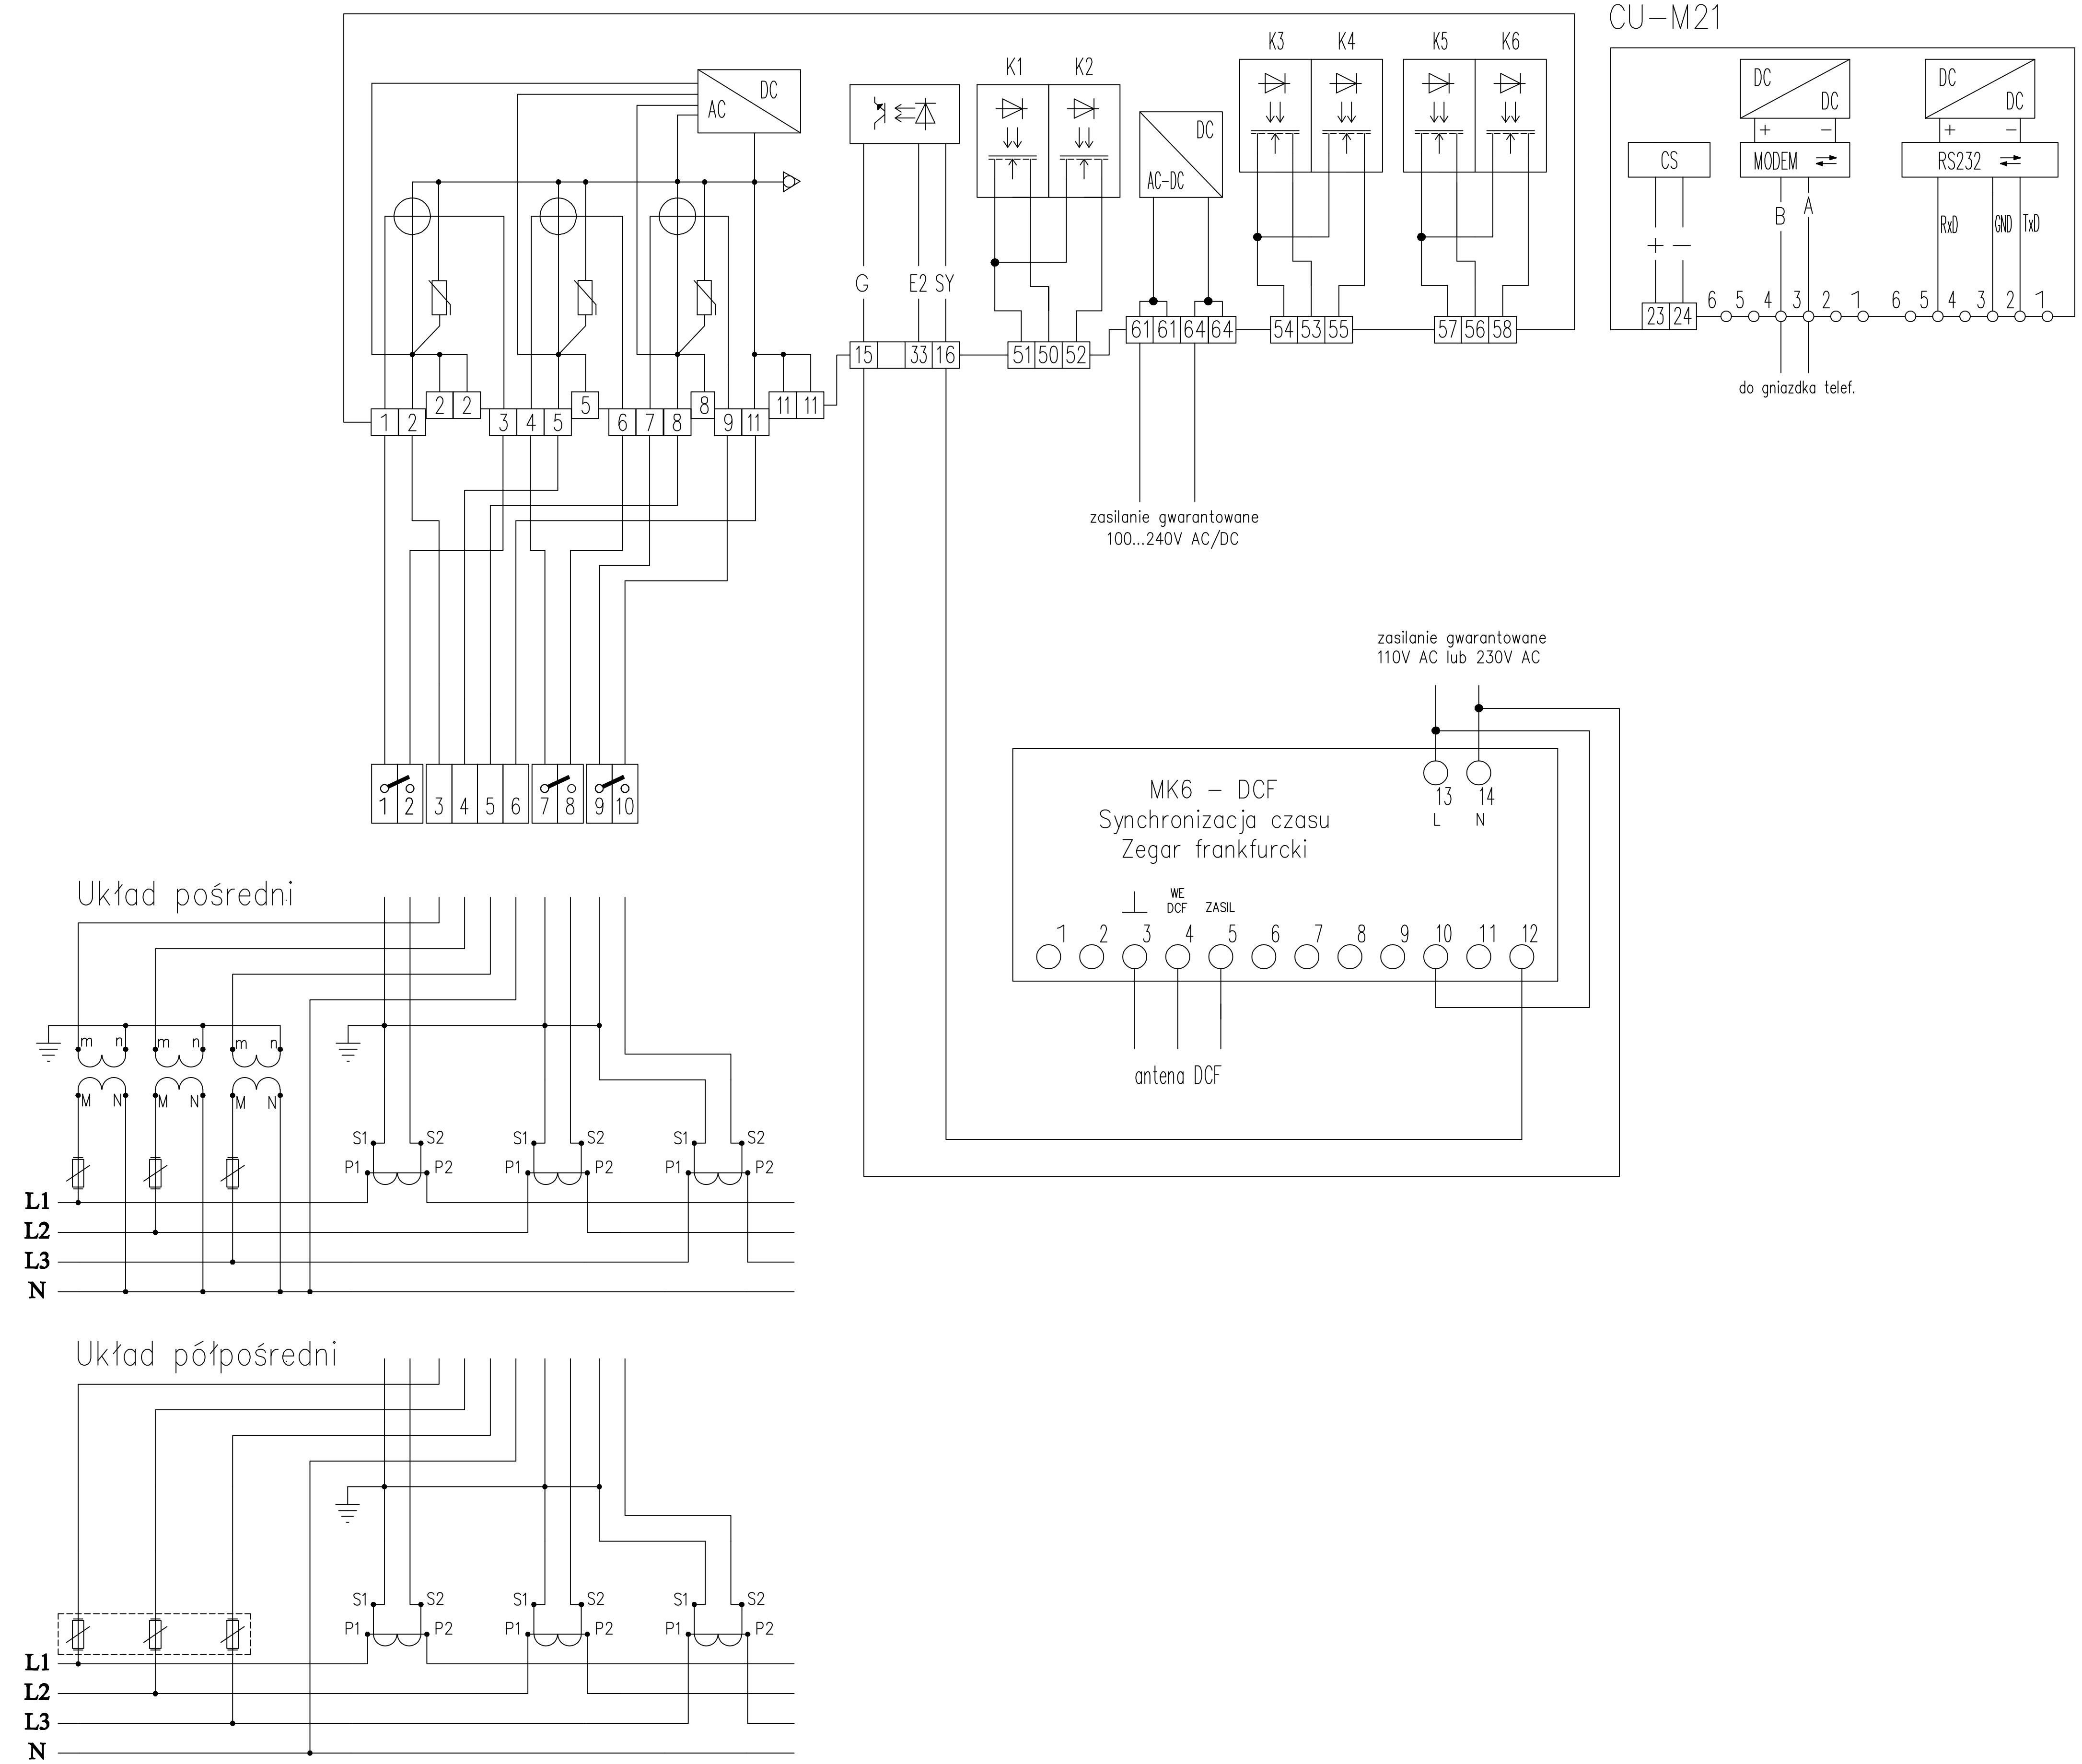 CU-M21
K1 K2
K3 K4
K5 K6
AC DC
DC
AC-DC
DC
DC
DC
DC
+ -
+ -
CS
MODEM
RS232
B A
RxD GND TxD
+ -
G E2 SY
23 24
6 5 4 3 2 1
6 5 4 3 2 1
do gniazdka telef.
15 33 16
51 50 52
61 61 64 64
54 53 55
57 56 58
2 2 5 8 11 11
1 2 3 4 5 6 7 8 9 11
zasilanie gwarantowane
100...240V AC/DC
zasilanie gwarantowane
110V AC lub 230V AC
1 2 3 4 5 6 7 8 9 10
MK6 - DCF
Synchronizacja czasu
Zegar frankfurcki
13 14
L N
WE
DCF ZASIL
1 2 3 4 5 6 7 8 9 10 11 12
antena DCF
Układ pośredni
m n m n m n
M N M N M N
S1 S2 S1 S2 S1 S2
P1 P2 P1 P2 P1 P2
L1
L2
L3
N
Układ półpośredni
S1 S2 S1 S2 S1 S2
P1 P2 P1 P2 P1 P2
L1
L2
L3
N